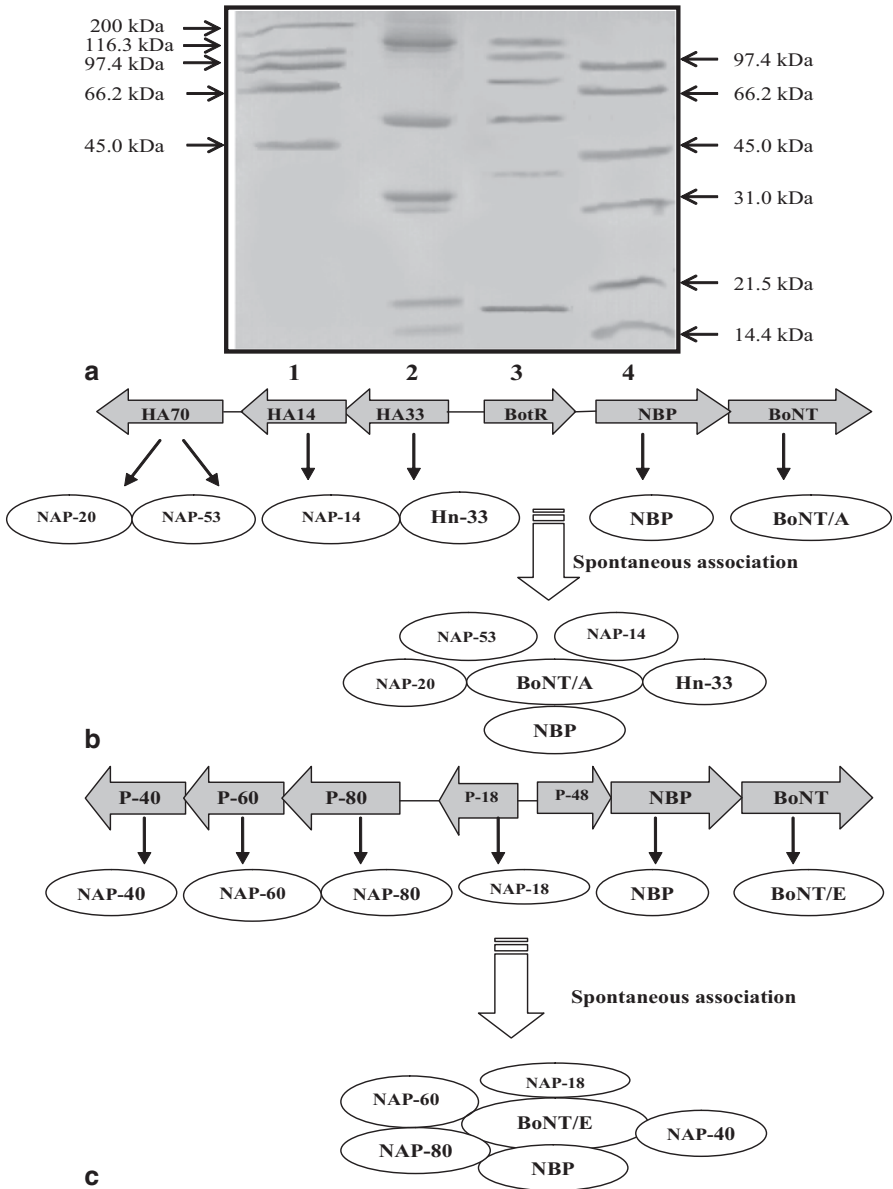 200 kDa
116.3 kDa
97.4 kDa
66.2 kDa
45.0 kDa
97.4 kDa
66.2 kDa
45.0 kDa
31.0 kDa
21.5 kDa
14.4 kDa
a 1 2 3 4
HA70 HA14 HA33 BotR NBP BoNT
NAP-20 NAP-53 NAP-14 Hn-33 NBP BoNT/A
Spontaneous association
NAP-53 NAP-14
NAP-20 BoNT/A Hn-33
NBP
b
P-40 P-60 P-80 P-18 P-48 NBP BoNT
NAP-40 NAP-60 NAP-80 NAP-18 NBP BoNT/E
Spontaneous association
NAP-18
NAP-60
BoNT/E
NAP-40
NAP-80
NBP
c